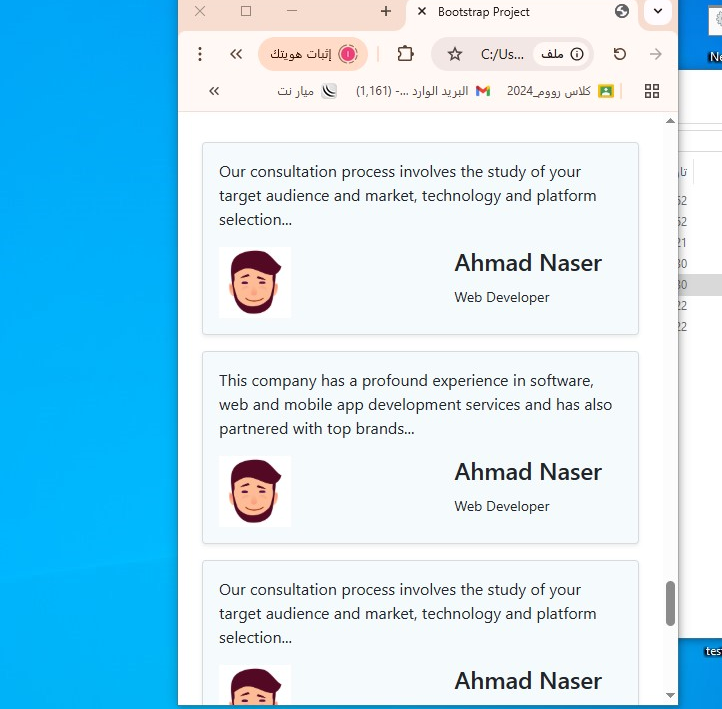 Bootstrap Project
إثبات هويتك
C:/Us...
ملف
ميار نت
البريد الوارد ...- (1,161)
كلاس رووم_2024
Our consultation process involves the study of your
target audience and market, technology and platform
selection...
Ahmad Naser
Web Developer
This company has a profound experience in software,
web and mobile app development services and has also
partnered with top brands...
Ahmad Naser
Web Developer
Our consultation process involves the study of your
target audience and market, technology and platform
selection...
Ahmad Naser